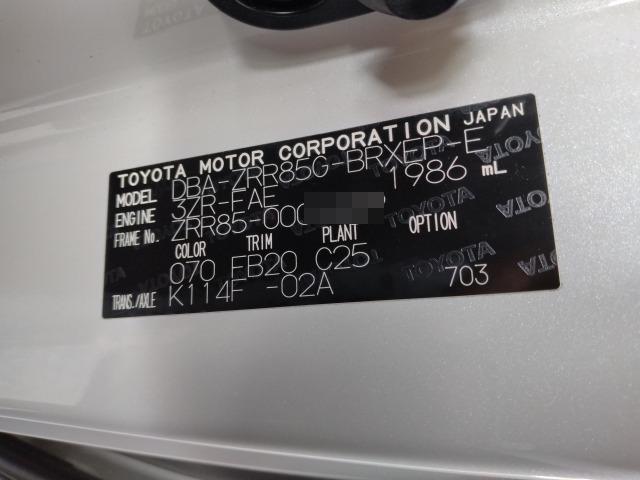 TOYOTA MOTOR CORPORATION JAPAN
MODEL DBA-ZRR85G-BRXEP-E
ENGINE 3ZR-FAE 1986 mL
FRAME No. ZRR85-000
COLOR TRIM PLANT OPTION
070 FB20 C25
TRANS./AXLE K114F -02A 703